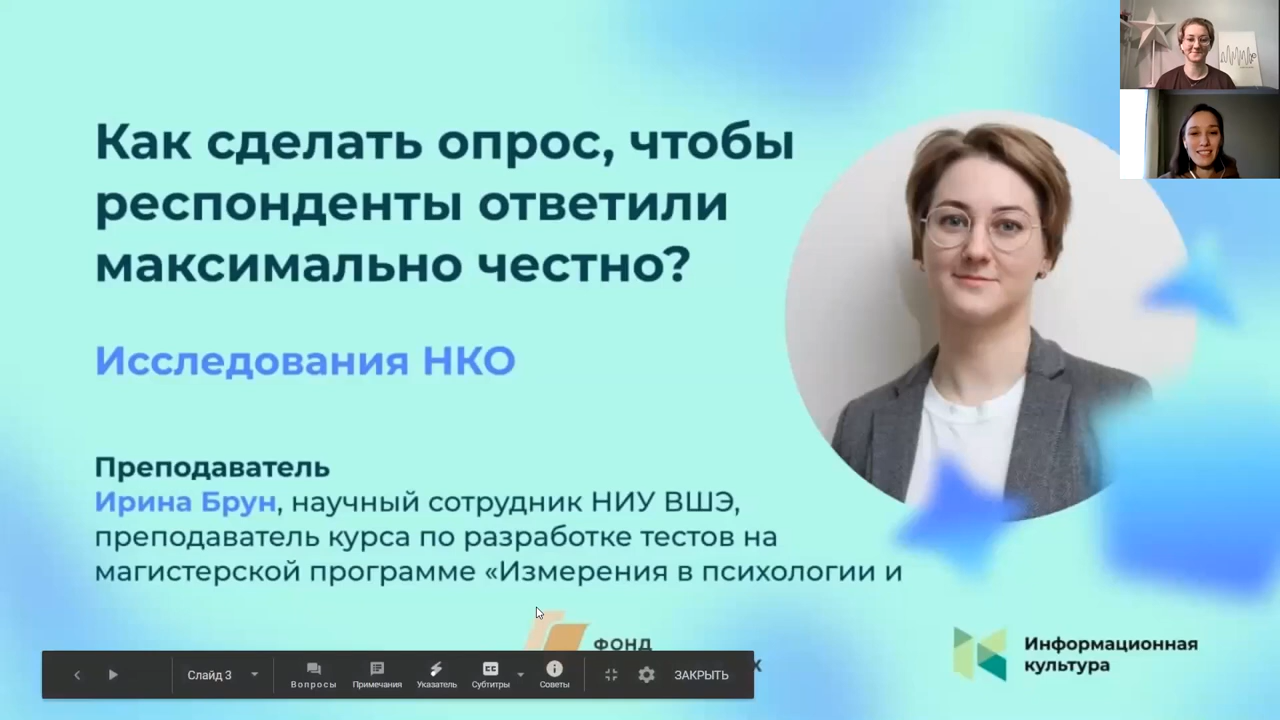 Как сделать опрос, чтобы
респонденты ответили
максимально честно?
Исследования НКО
Преподаватель
Ирина Брун, научный сотрудник НИУ ВШЭ,
преподаватель курса по разработке тестов на
магистерской программе «Измерения в психологии и
ФОНД
Х
Информационная
культура
Слайд 3
Вопросы
Примечания
Указатель
Субтитры
Советы
ЗАКРЫТЬ